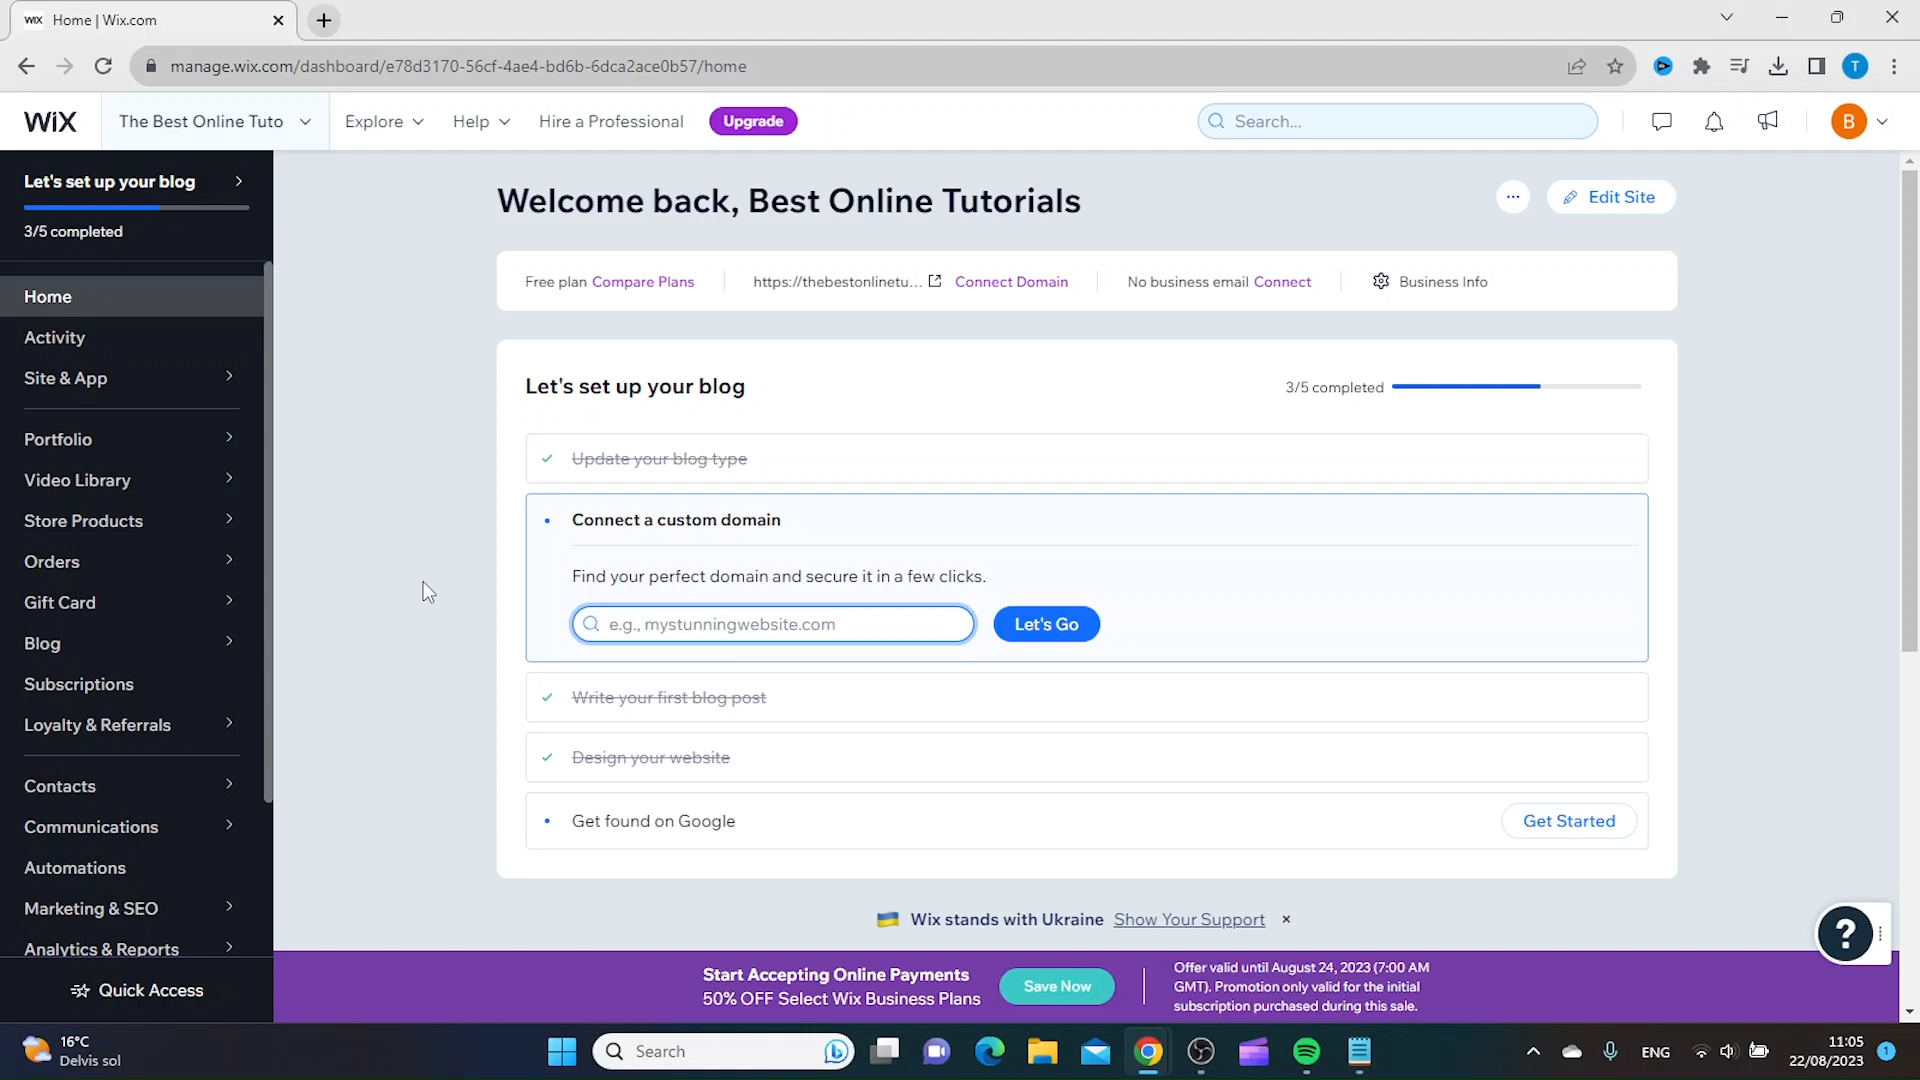 WIX Home | Wix.com
manage.wix.com/dashboard/e78d3170-56cf-4ae4-bd6b-6dca2ace0b57/home
T
WIX
The Best Online Tuto
Explore
Help
Hire a Professional
Upgrade
Search...
B
Let's set up your blog
3/5 completed
Home
Activity
Site & App
Portfolio
Video Library
Store Products
Orders
Gift Card
Blog
Subscriptions
Loyalty & Referrals
Contacts
Communications
Automations
Marketing & SEO
Analytics & Reports
Quick Access
Welcome back, Best Online Tutorials
...
Edit Site
Free plan Compare Plans
https://thebestonlinetu... Connect Domain
No business email Connect
Business Info
Let's set up your blog
3/5 completed
Update your blog type
Connect a custom domain
Find your perfect domain and secure it in a few clicks.
e.g., mystunningwebsite.com
Let's Go
Write your first blog post
Design your website
Get found on Google
Get Started
Wix stands with Ukraine Show Your Support
?
Start Accepting Online Payments
50% OFF Select Wix Business Plans
Save Now
Offer valid until August 24, 2023 (7:00 AM
GMT). Promotion only valid for the initial
subscription purchased during this sale.
16°C
Delvis sol
Search
ENG
11:05
22/08/2023
1